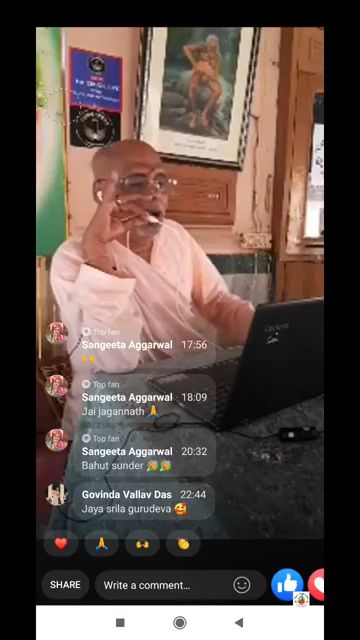 Top fan
Sangeeta Aggarwal 17:56
🙌
Top fan
Sangeeta Aggarwal 18:09
Jai jagannath 🙏
Top fan
Sangeeta Aggarwal 20:32
Bahut sunder 💐💐
Govinda Vallav Das 22:44
Jaya srila gurudeva 🥰
SHARE
Write a comment...